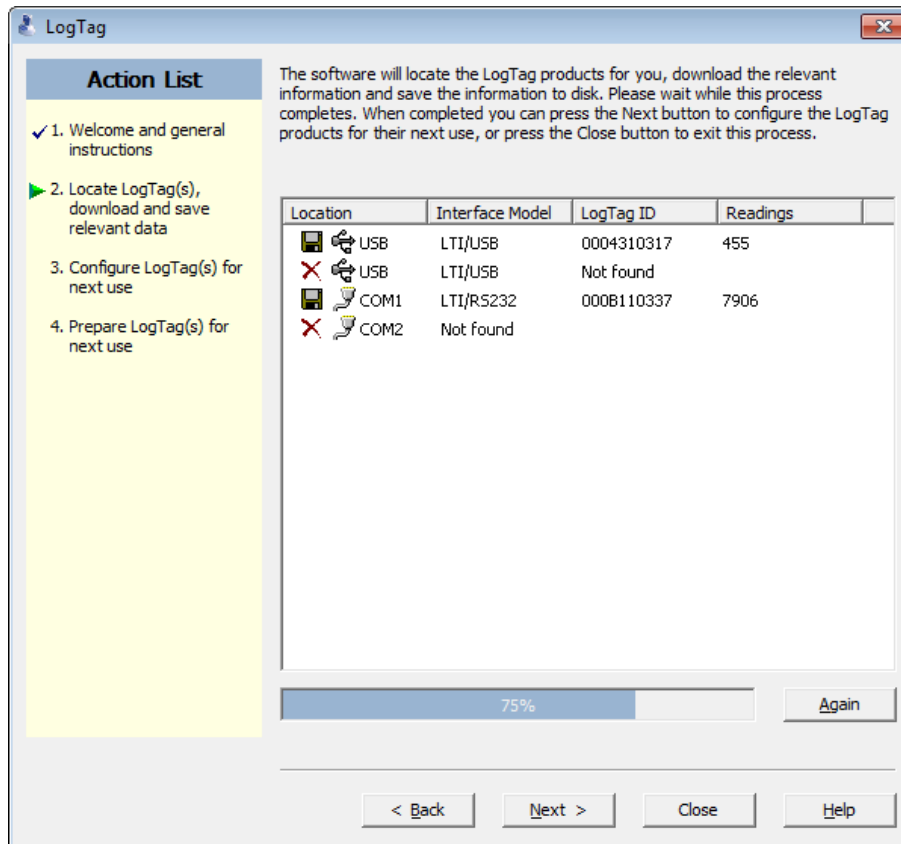 LogTag
Action List
1. Welcome and general
instructions
2. Locate LogTag(s),
download and save
relevant data
3. Configure LogTag(s) for
next use
4. Prepare LogTag(s) for
next use
The software will locate the LogTag products for you, download the relevant
information and save the information to disk. Please wait while this process
completes. When completed you can press the Next button to configure the LogTag
products for their next use, or press the Close button to exit this process.
Location Interface Model LogTag ID Readings
USB LTI/USB 0004310317 455
USB LTI/USB Not found
COM1 LTI/RS232 000B110337 7906
COM2 Not found
75%
Again
< Back Next > Close Help